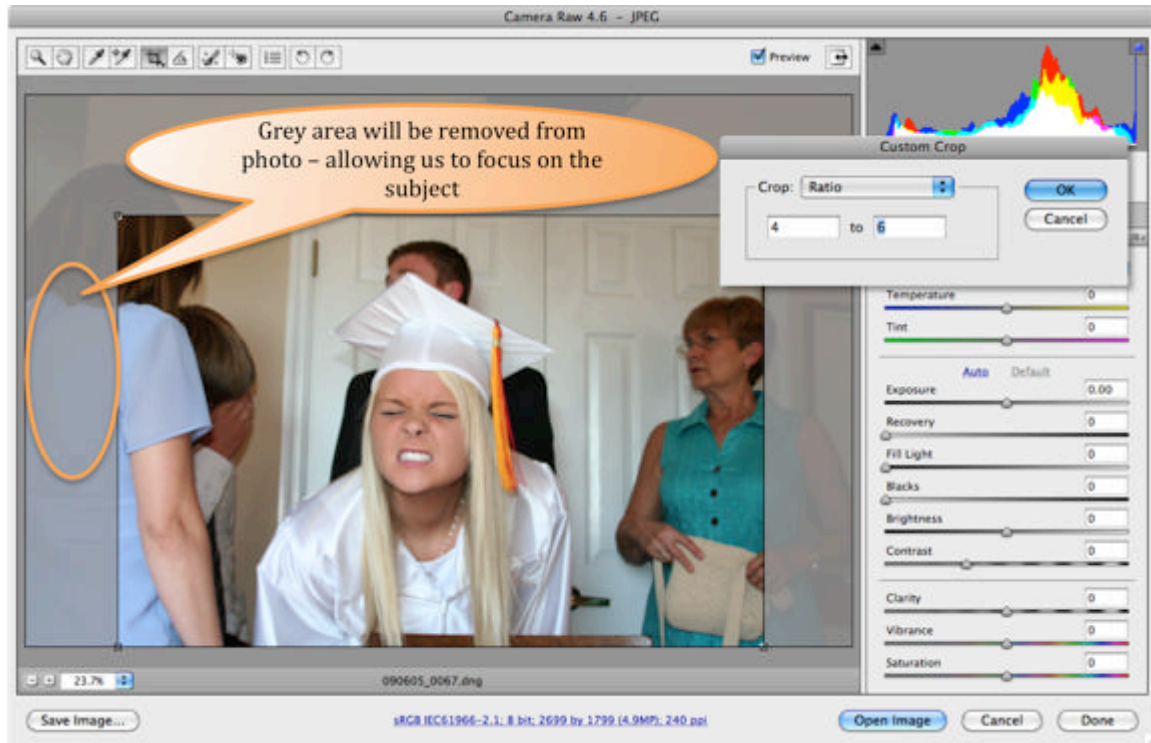 Camera Raw 4.6 – JPEG
Preview
Grey area will be removed from
photo – allowing us to focus on the
subject
Custom Crop
Crop: Ratio
OK
4 to 6
Cancel
Temperature 0
Tint 0
Auto Default
Exposure 0.00
Recovery 0
Fill Light 0
Blacks 0
Brightness 0
Contrast 0
Clarity 0
Vibrance 0
Saturation 0
23.7%
090605_0067.dng
Save Image...
sRGB IEC61966-2.1; 8 bit; 2699 by 1799 (4.9MP); 240 ppi
Open Image
Cancel
Done